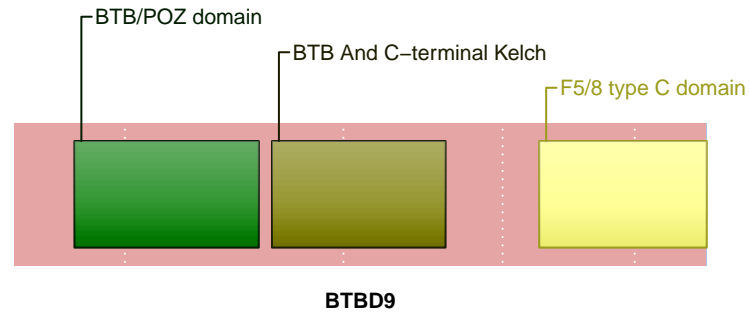 BTB/POZ domain
BTB And C−terminal Kelch
F5/8 type C domain
BTBD9